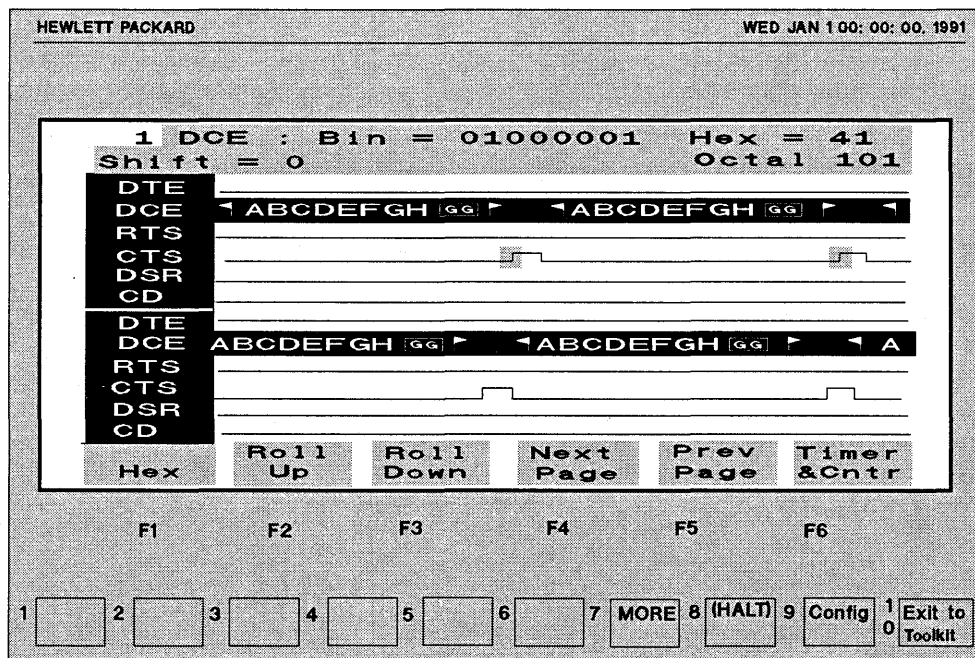 HEWLETT PACKARD WED JAN 1 00: 00: 00, 1991
1 DCE : Bin = 01000001 Hex = 41
Shift = 0 Octal 101
DTE
DCE ABCDEFGH GG ABCDEFGH GG
RTS
CTS
DSR
CD
DTE
DCE ABCDEFGH GG ABCDEFGH GG A
RTS
CTS
DSR
CD
Hex Roll Up Roll Down Next Page Prev Page Timer &Cntr
F1 F2 F3 F4 F5 F6
1 2 3 4 5 6 7 MORE 8 (HALT) 9 Config 10 Exit to Toolkit